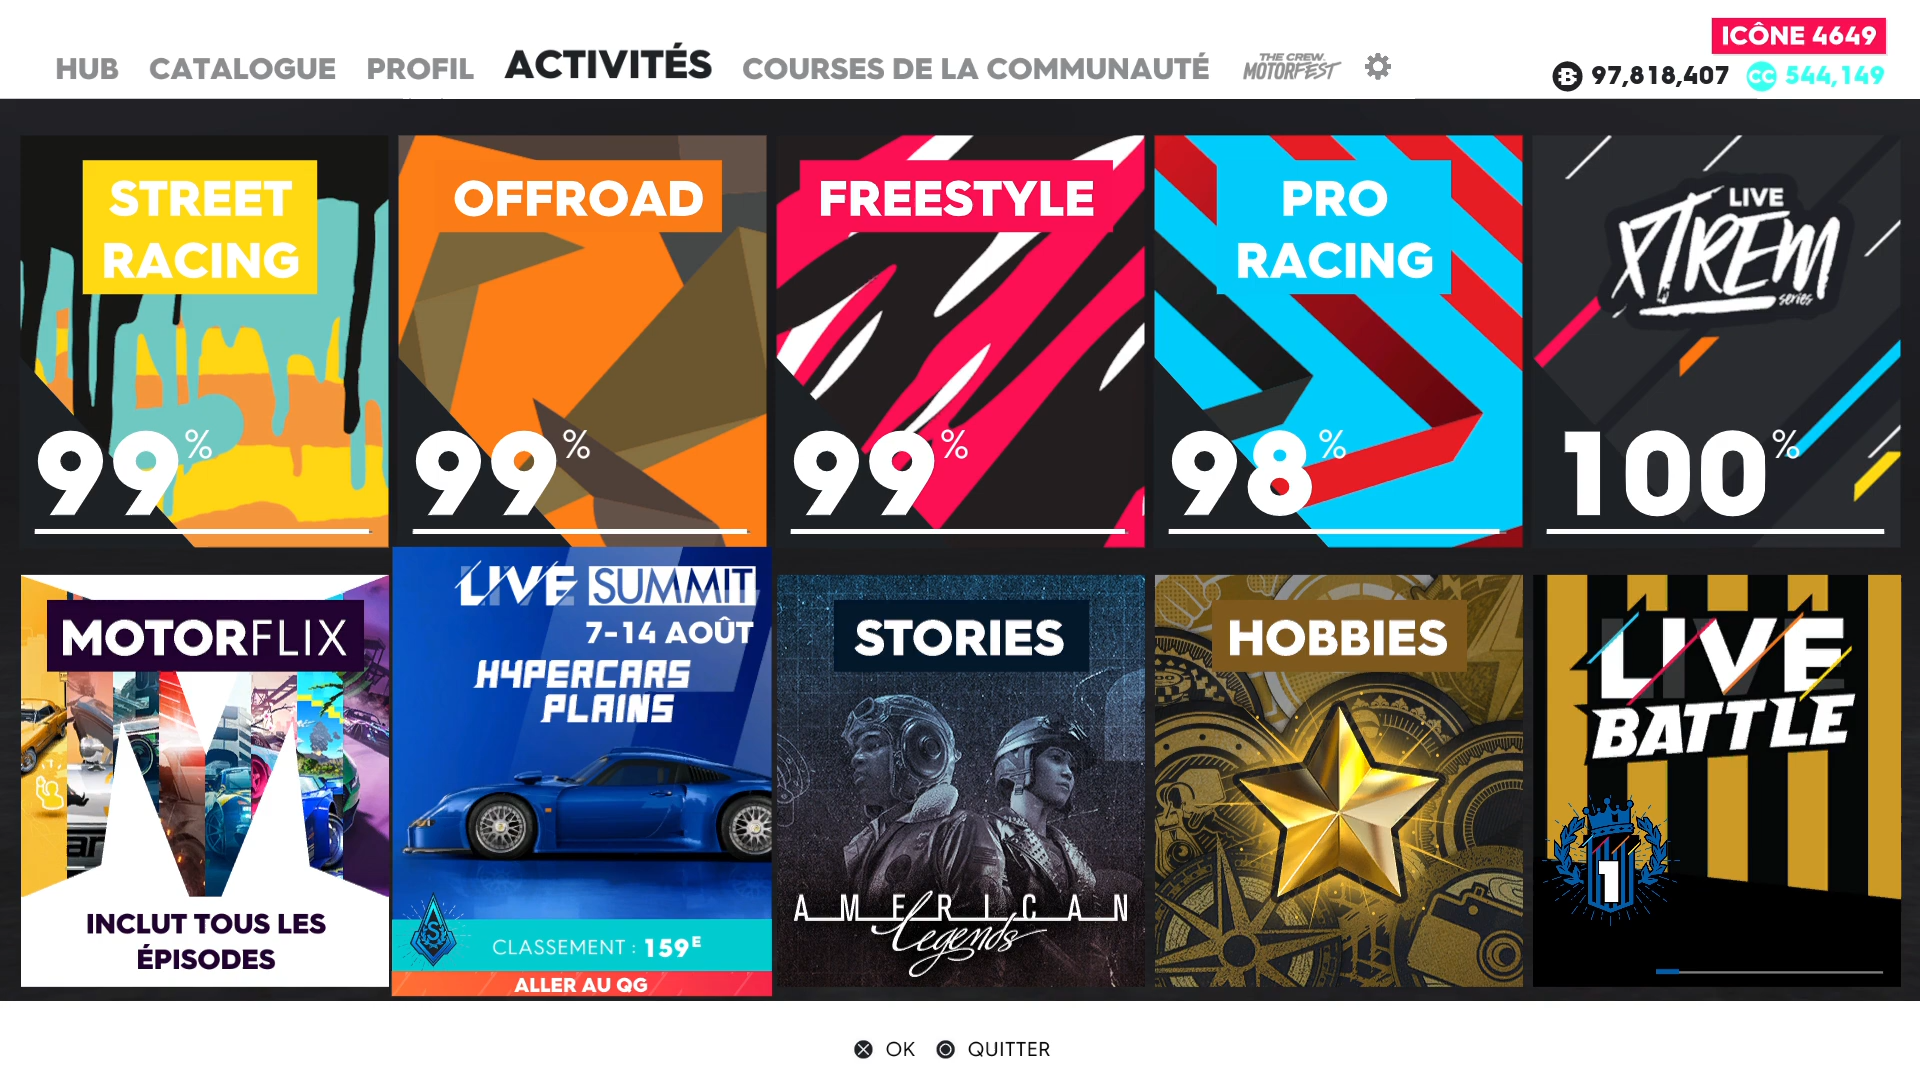 HUB CATALOGUE PROFIL ACTIVITÉS COURSES DE LA COMMUNAUTÉ THE CREW MOTORFEST
ICÔNE 4649
97,818,407 CC 544,149
STREET
RACING
99%
OFFROAD
99%
FREESTYLE
99%
PRO
RACING
98%
LIVE
XTREM
series
100%
MOTORFLIX
INCLUT TOUS LES
ÉPISODES
LIVE SUMMIT
7-14 AOÛT
HYPERCARS
PLAINS
CLASSEMENT : 159E
ALLER AU QG
STORIES
AMERICAN
Legends
HOBBIES
LIVE
BATTLE
1
OK QUITTER